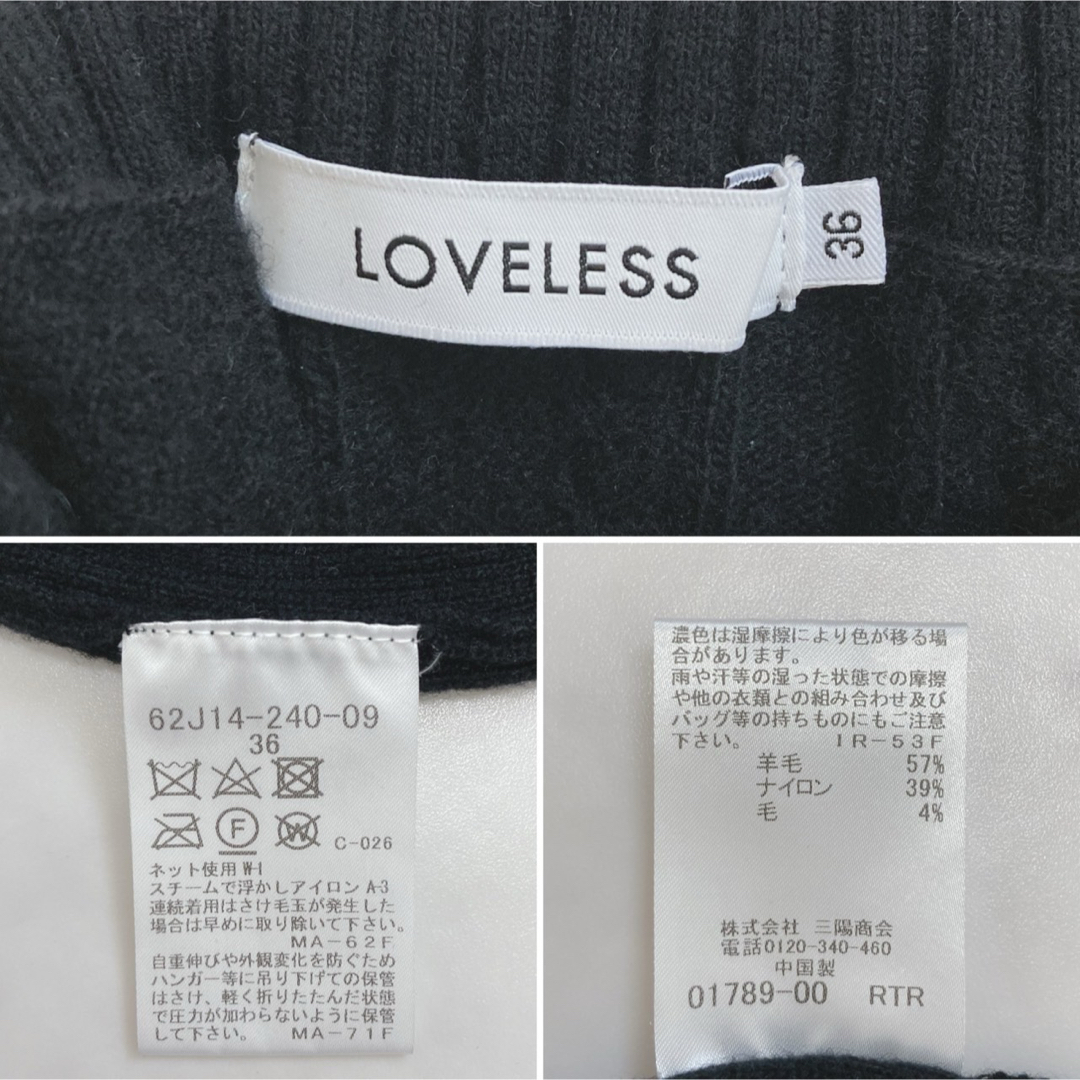 LOVELESS
36
62J14-240-09
36
F
W
C-026
ネット使用 W-I
スチームで浮かしアイロン A-3
連続着用はさけ毛玉が発生した
場合は早めに取り除いて下さい。
MA-62F
自重伸びや外観変化を防ぐため
ハンガー等に吊り下げての保管
はさけ、軽く折りたたんだ状態
で圧力が加わらないように保管
して下さい。 MA-71F
濃色は湿摩擦により色が移る場
合があります。
雨や汗等の湿った状態での摩擦
や他の衣類との組み合わせ及び
バッグ等の持ちものにもご注意
下さい。 IR-53F
羊毛 57%
ナイロン 39%
毛 4%
株式会社 三陽商会
電話0120-340-460
中国製
01789-00 RTR